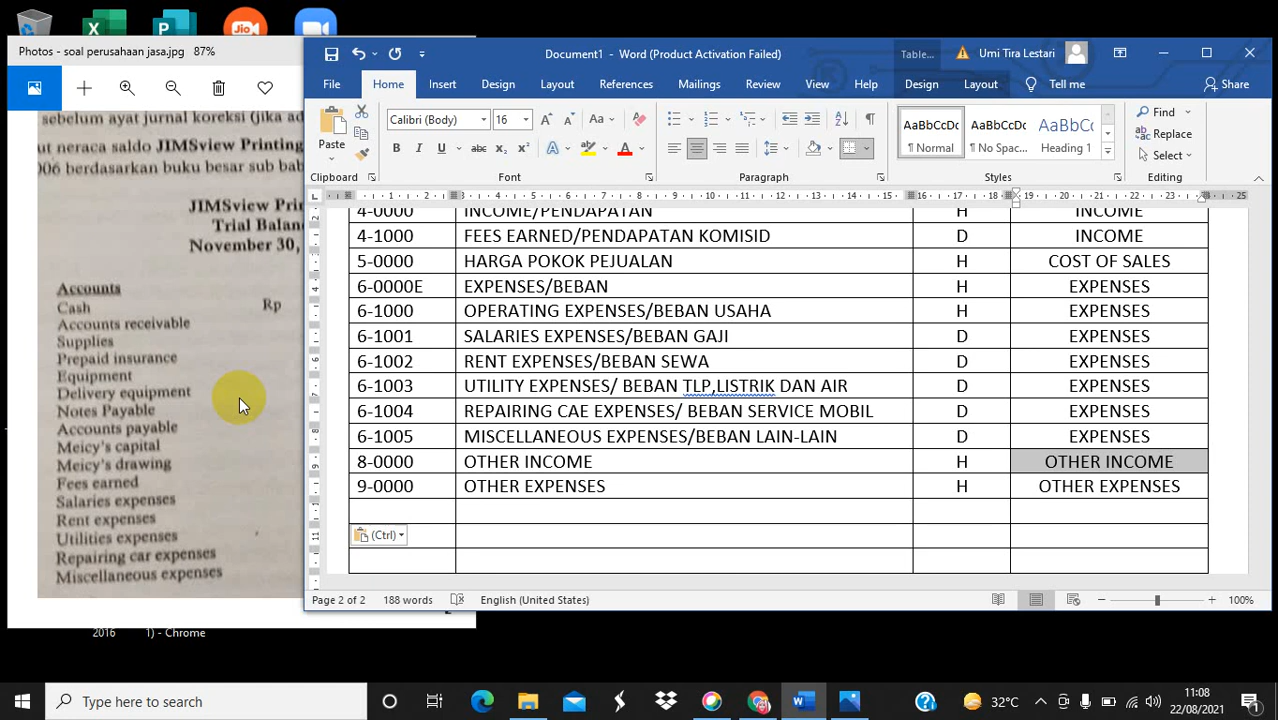 Photos - soal perusahaan jasa.jpg 87%
sebelum ayat jurnal koreksi (jika ad
ut neraca saldo JIMSview Printing
006 berdasarkan buku besar sub bab
JIMSview Prin
Trial Balan
November 30,
Accounts
Cash Rp
Accounts receivable
Supplies
Prepaid insurance
Equipment
Delivery equipment
Notes Payable
Accounts payable
Meicy's capital
Meicy's drawing
Fees earned
Salaries expenses
Rent expenses
Utilities expenses
Repairing car expenses
Miscellaneous expenses
2016 1) - Chrome
Document1 - Word (Product Activation Failed) Table... Umi Tira Lestari
File Home Insert Design Layout References Mailings Review View Help Design Layout Tell me Share
Paste Calibri (Body) 16 AaBbCcDc AaBbCcDc AaBbCc Find
¶ Normal ¶ No Spac... Heading 1 Replace
Select
Clipboard Font Paragraph Styles Editing
4-0000 INCOME/PENDAPATAN H INCOME
4-1000 FEES EARNED/PENDAPATAN KOMISID D INCOME
5-0000 HARGA POKOK PEJUALAN H COST OF SALES
6-0000E EXPENSES/BEBAN H EXPENSES
6-1000 OPERATING EXPENSES/BEBAN USAHA H EXPENSES
6-1001 SALARIES EXPENSES/BEBAN GAJI D EXPENSES
6-1002 RENT EXPENSES/BEBAN SEWA D EXPENSES
6-1003 UTILITY EXPENSES/ BEBAN TLP,LISTRIK DAN AIR D EXPENSES
6-1004 REPAIRING CAE EXPENSES/ BEBAN SERVICE MOBIL D EXPENSES
6-1005 MISCELLANEOUS EXPENSES/BEBAN LAIN-LAIN D EXPENSES
8-0000 OTHER INCOME H OTHER INCOME
9-0000 OTHER EXPENSES H OTHER EXPENSES
(Ctrl)
Page 2 of 2 188 words English (United States) 100%
Type here to search 32°C 11:08
22/08/2021